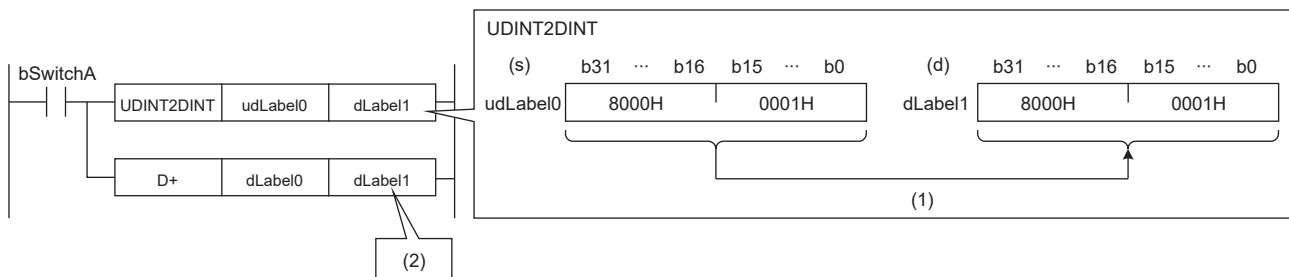 UDINT2DINT
bSwitchA
(s) b31 ··· b16 b15 ··· b0 (d) b31 ··· b16 b15 ··· b0
UDINT2DINT udLabel0 dLabel1
udLabel0 8000H 0001H dLabel1 8000H 0001H
D+ dLabel0 dLabel1
(1)
(2)